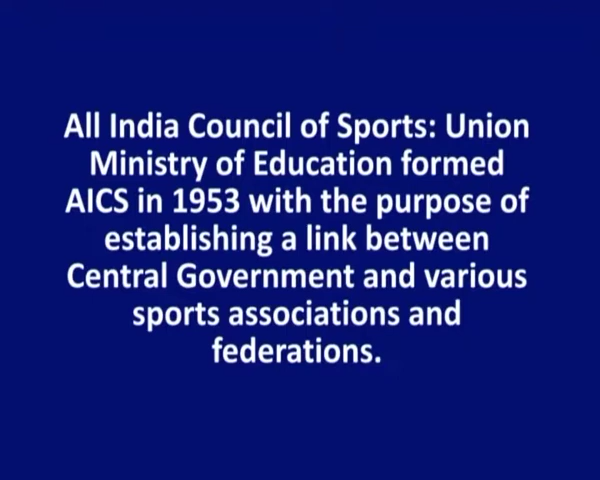 All India Council of Sports: Union
Ministry of Education formed
AICS in 1953 with the purpose of
establishing a link between
Central Government and various
sports associations and
federations.